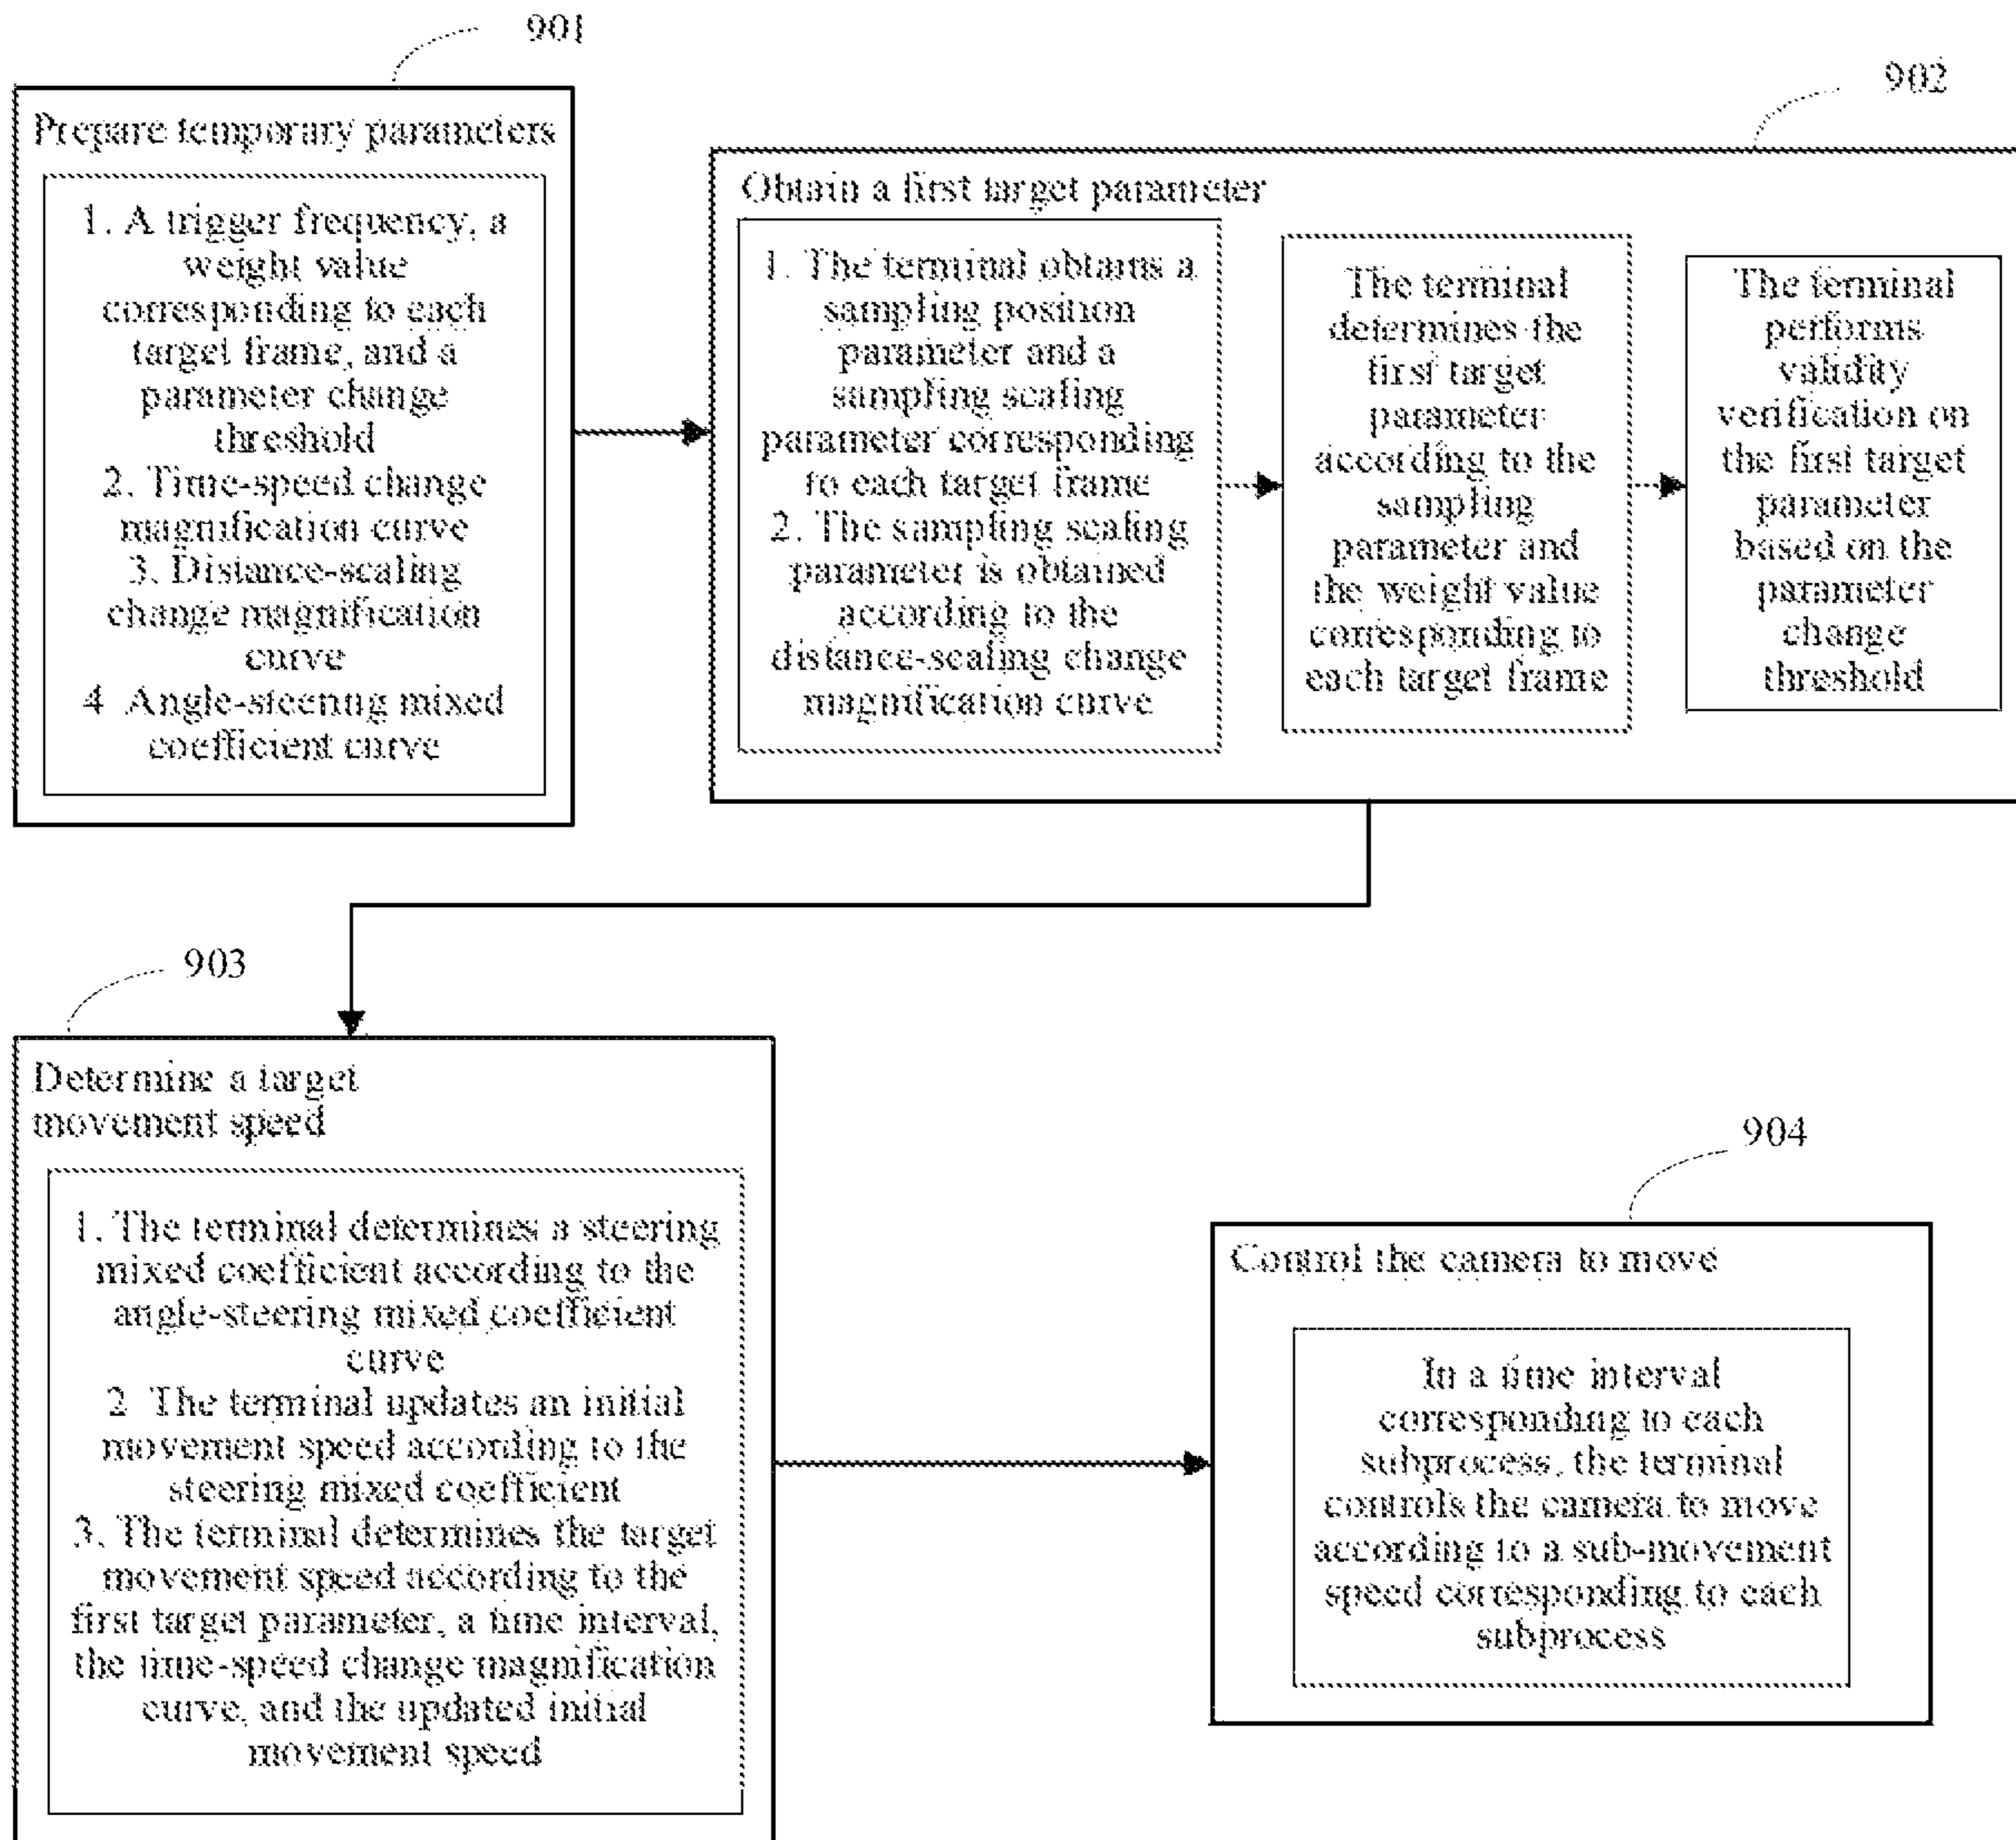 901
Prepare temporary parameters
1. A trigger frequency, a
weight value
corresponding to each
target frame, and a
parameter change
threshold
2. Time-speed change
magnification curve
3. Distance-scaling
change magnification
curve
4 Angle-steering mixed
coefficient curve
902
Obtain a first target parameter
1. The terminal obtains a
sampling position
parameter and a
sampling scaling
parameter corresponding
to each target frame
2. The sampling scaling
parameter is obtained
according to the
distance-scaling change
magnification curve
The terminal
determines the
first target
parameter
according to the
sampling
parameter and
the weight value
corresponding to
each target frame
The terminal
performs
validity
verification on
the first target
parameter
based on the
parameter
change
threshold
903
Determine a target
movement speed
1. The terminal determines a steering
mixed coefficient according to the
angle-steering mixed coefficient
curve
2 The terminal updates an initial
movement speed according to the
steering mixed coefficient
3. The terminal determines the target
movement speed according to the
first target parameter, a time interval,
the time-speed change magnification
curve, and the updated initial
movement speed
904
Control the camera to move
In a time interval
corresponding to each
subprocess, the terminal
controls the camera to move
according to a sub-movement
speed corresponding to each
subprocess